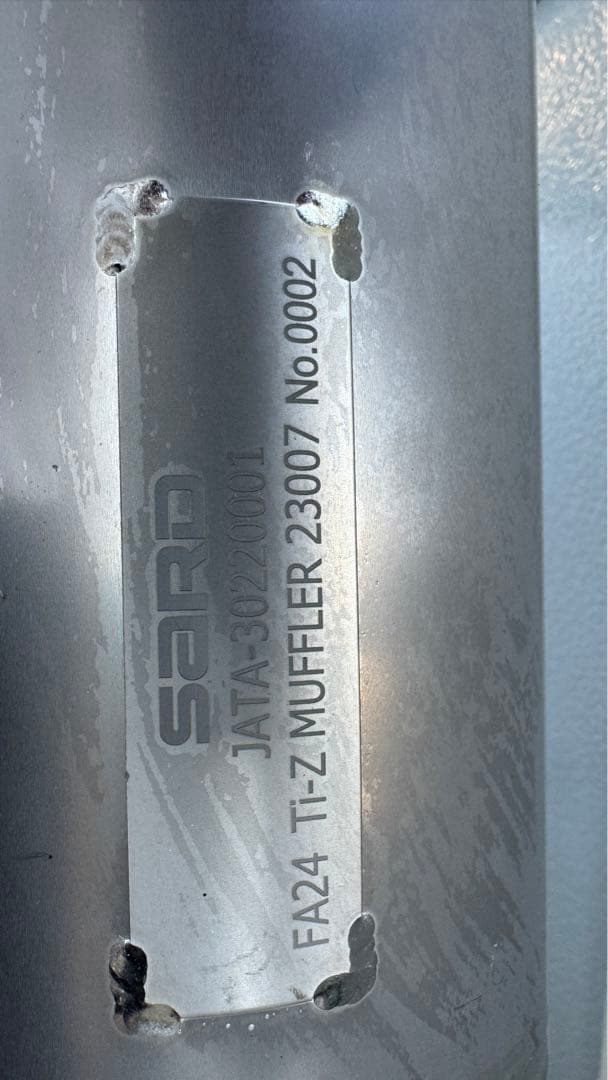 SARD
JATA-30220001
FA24 Ti-Z MUFFLER 23007 No.0002